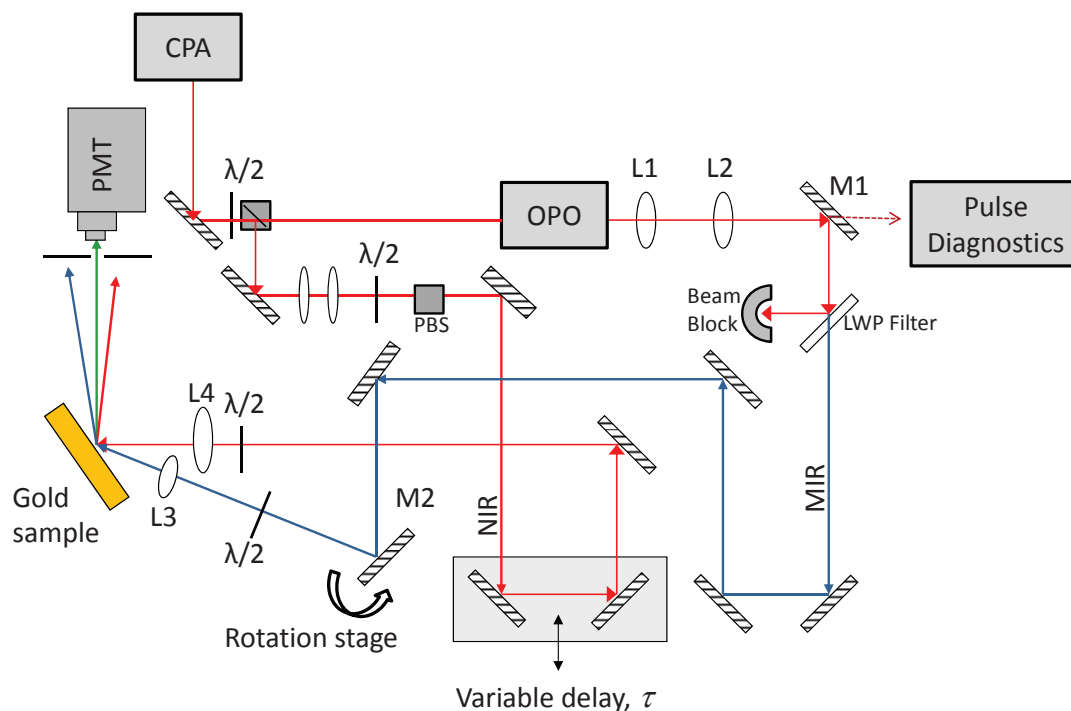 CPA
PMT
λ/2
OPO
L1
L2
M1
Pulse
Diagnostics
λ/2
PBS
Beam
Block
LWP Filter
L4
λ/2
Gold
sample
L3
λ/2
M2
NIR
MIR
Rotation stage
Variable delay, τ